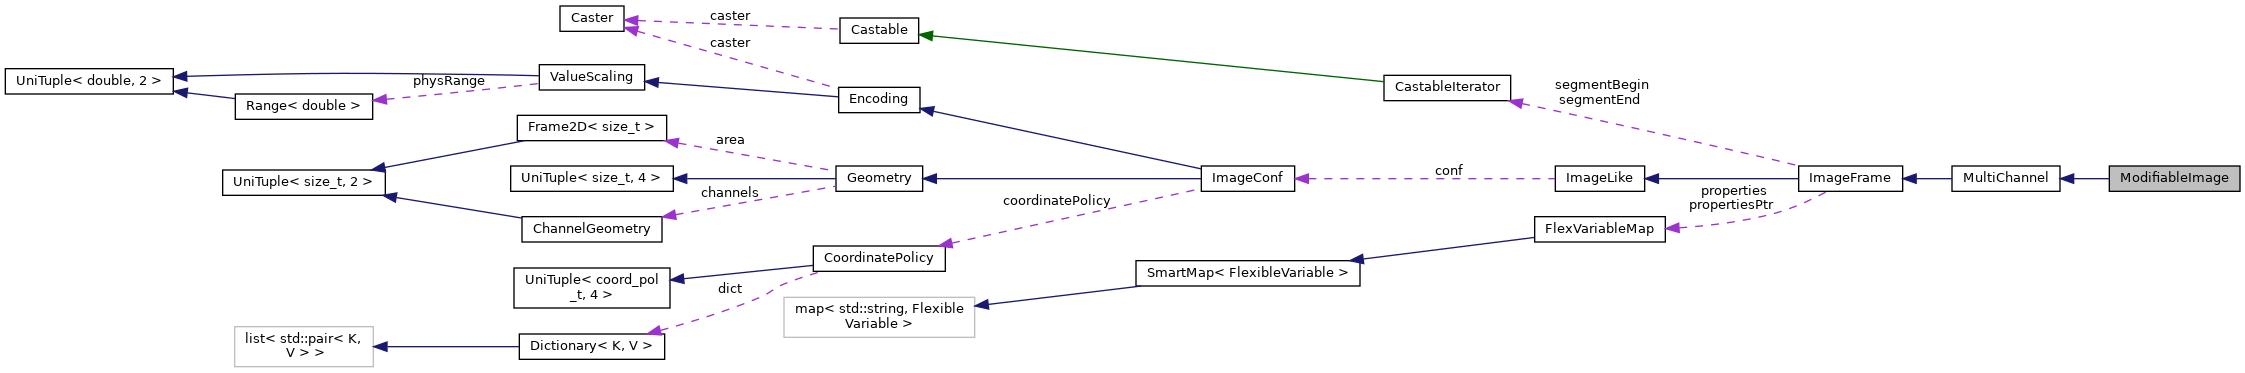 Caster
caster
Castable
caster
UniTuple< double, 2 >
physRange
ValueScaling
Range< double >
Encoding
CastableIterator
segmentBegin
segmentEnd
Frame2D< size_t >
area
UniTuple< size_t, 2 >
UniTuple< size_t, 4 >
channels
Geometry
ChannelGeometry
ImageConf
conf
ImageLike
ImageFrame
MultiChannel
ModifiableImage
coordinatePolicy
properties
propertiesPtr
FlexVariableMap
CoordinatePolicy
UniTuple< coord_pol
_t, 4 >
dict
SmartMap< FlexibleVariable >
map< std::string, Flexible
Variable >
list< std::pair< K,
V > >
Dictionary< K, V >